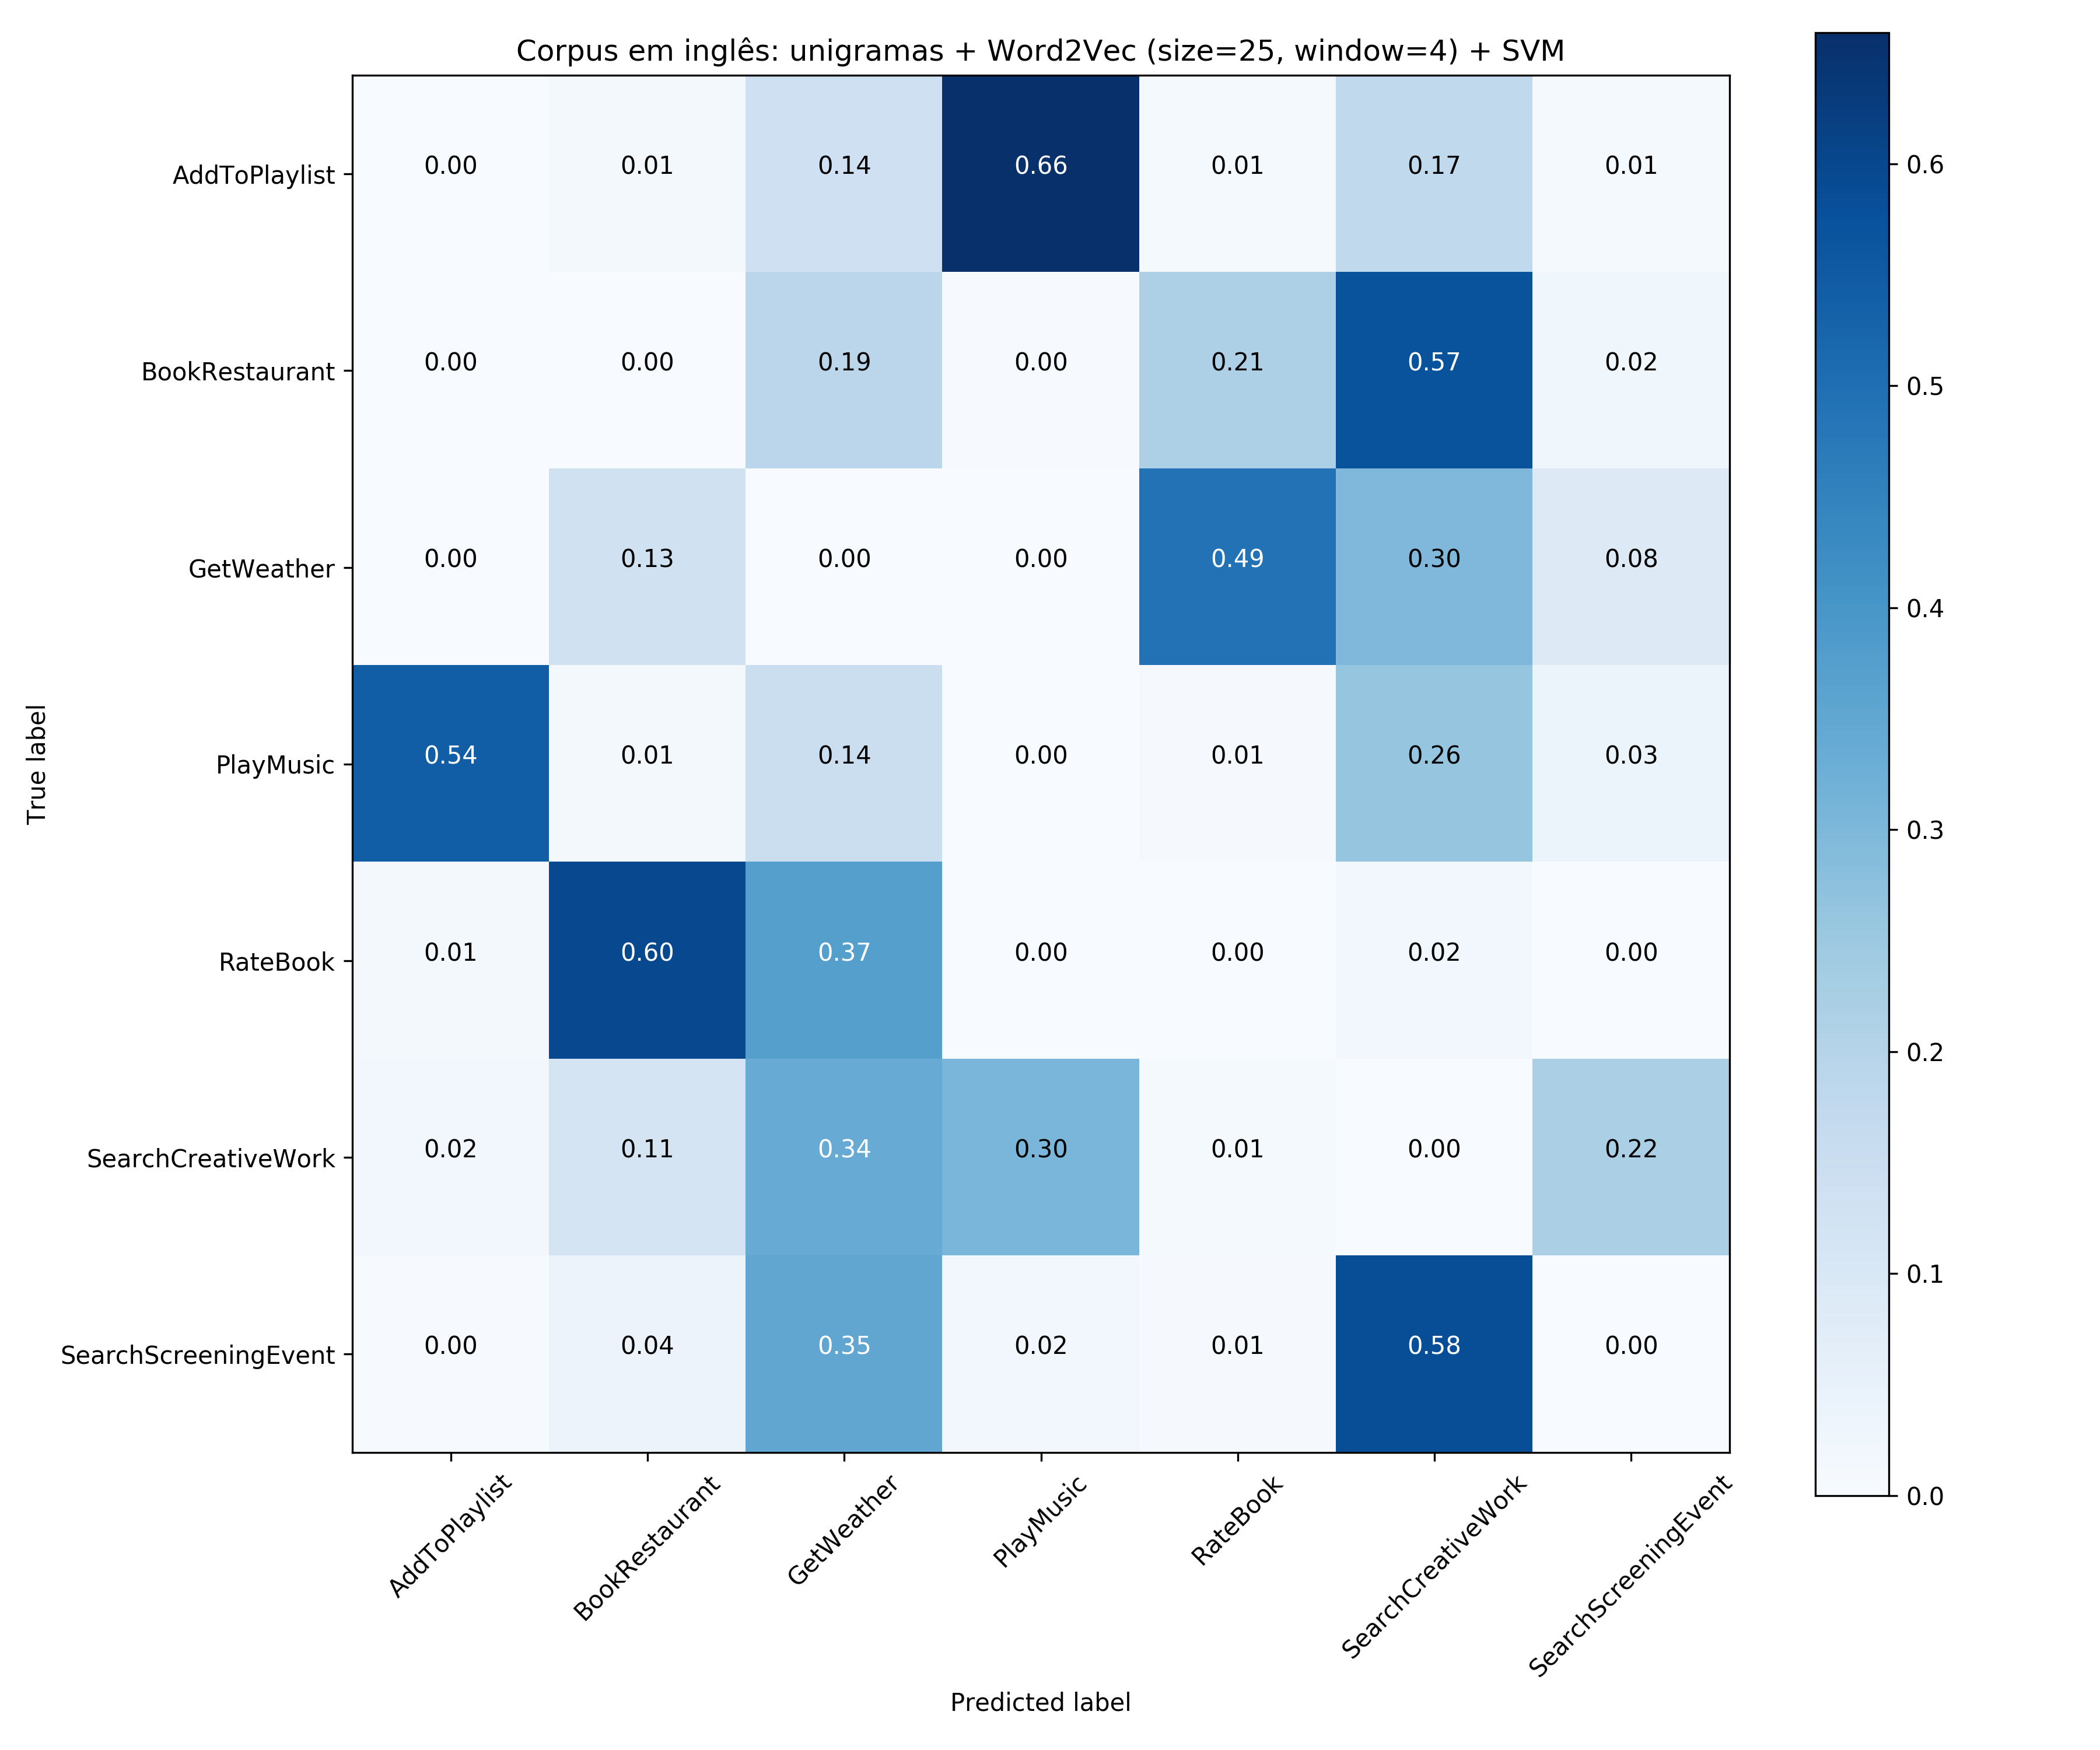 Corpus em inglês: unigramas + Word2Vec (size=25, window=4) + SVM
True label
AddToPlaylist 0.00 0.01 0.14 0.66 0.01 0.17 0.01
BookRestaurant 0.00 0.00 0.19 0.00 0.21 0.57 0.02
GetWeather 0.00 0.13 0.00 0.00 0.49 0.30 0.08
PlayMusic 0.54 0.01 0.14 0.00 0.01 0.26 0.03
RateBook 0.01 0.60 0.37 0.00 0.00 0.02 0.00
SearchCreativeWork 0.02 0.11 0.34 0.30 0.01 0.00 0.22
SearchScreeningEvent 0.00 0.04 0.35 0.02 0.01 0.58 0.00
AddToPlaylist BookRestaurant GetWeather PlayMusic RateBook SearchCreativeWork SearchScreeningEvent
Predicted label
0.6
0.5
0.4
0.3
0.2
0.1
0.0